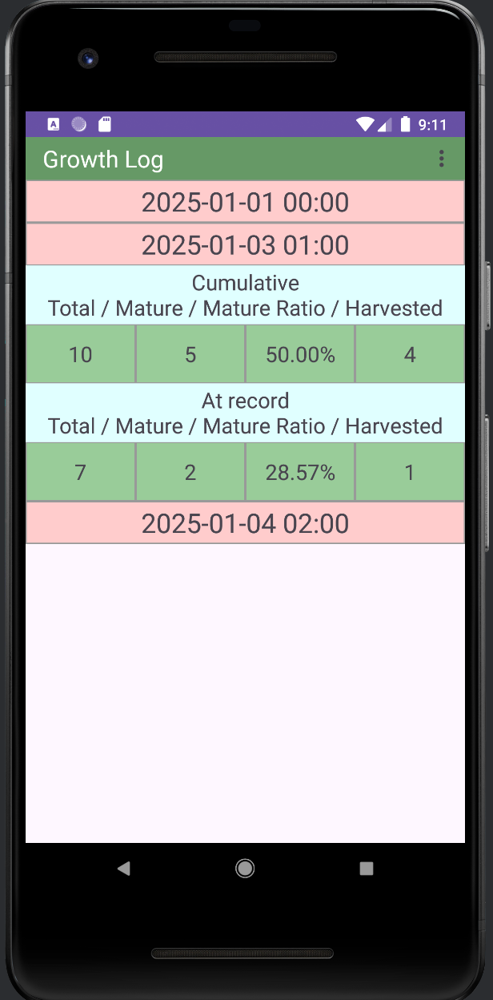 9:11
Growth Log
2025-01-01 00:00
2025-01-03 01:00
Cumulative
Total / Mature / Mature Ratio / Harvested
10 5 50.00% 4
At record
Total / Mature / Mature Ratio / Harvested
7 2 28.57% 1
2025-01-04 02:00